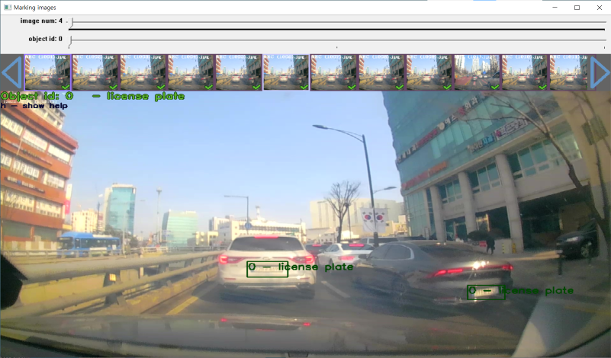 Marking images
image num: 4
object id: 0
Object id: 0 - license plate
h - show help
0 - license plate
0 - license plate